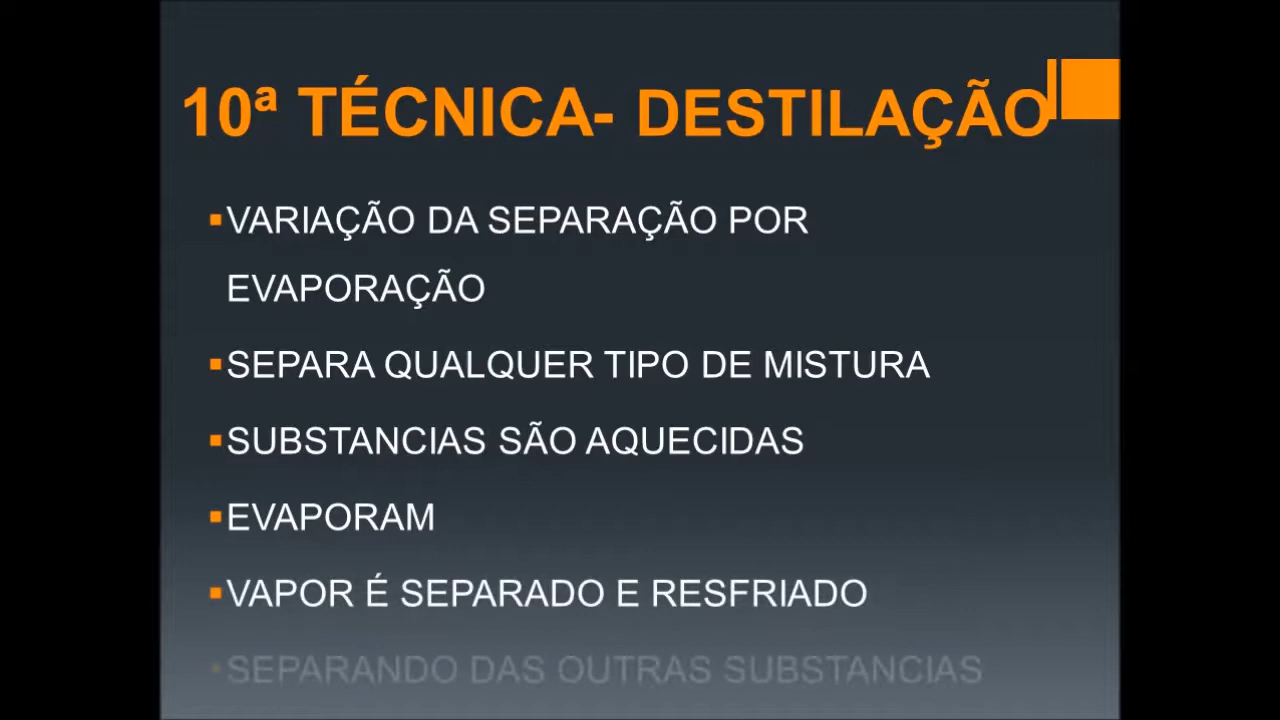 10ª TÉCNICA- DESTILAÇÃO
▪VARIAÇÃO DA SEPARAÇÃO POR
EVAPORAÇÃO
▪SEPARA QUALQUER TIPO DE MISTURA
▪SUBSTANCIAS SÃO AQUECIDAS
▪EVAPORAM
▪VAPOR É SEPARADO E RESFRIADO
▪SEPARANDO DAS OUTRAS SUBSTANCIAS